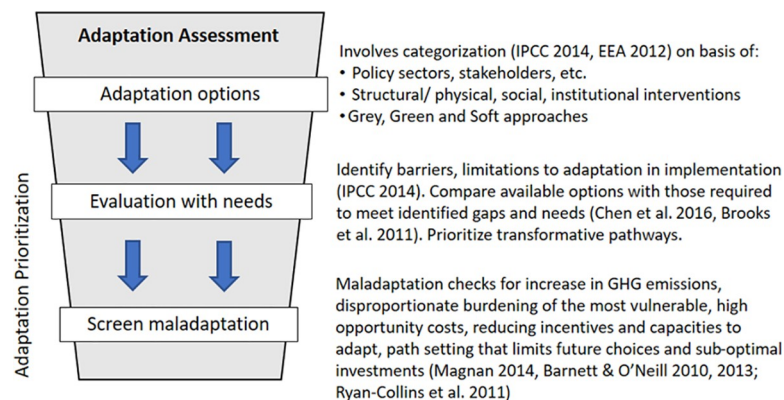 Adaptation Assessment
Adaptation options
Evaluation with needs
Screen maladaptation
Adaptation Prioritization
Involves categorization (IPCC 2014, EEA 2012) on basis of:
• Policy sectors, stakeholders, etc.
• Structural/ physical, social, institutional interventions
•Grey, Green and Soft approaches
Identify barriers, limitations to adaptation in implementation
(IPCC 2014). Compare available options with those required
to meet identified gaps and needs (Chen et al. 2016, Brooks
et al. 2011). Prioritize transformative pathways.
Maladaptation checks for increase in GHG emissions,
disproportionate burdening of the most vulnerable, high
opportunity costs, reducing incentives and capacities to
adapt, path setting that limits future choices and sub-optimal
investments (Magnan 2014, Barnett & O’Neill 2010, 2013;
Ryan-Collins et al. 2011)